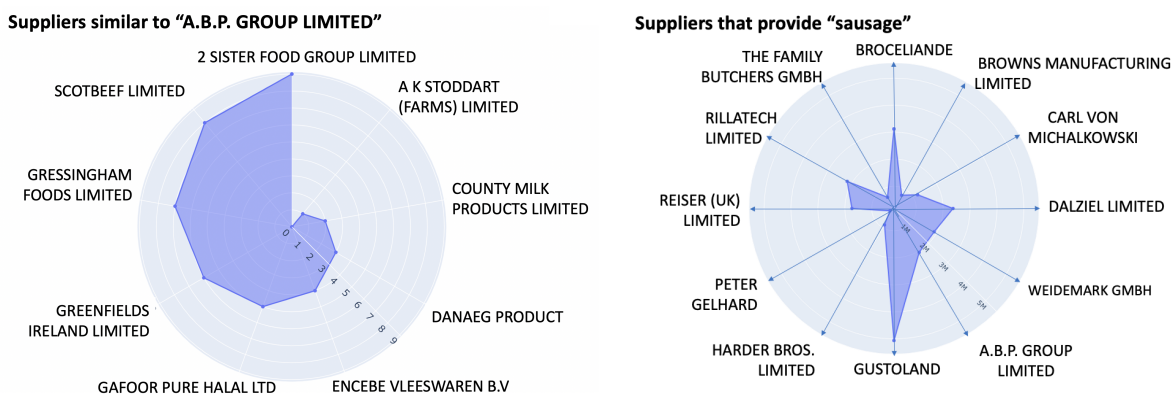 Suppliers similar to “A.B.P. GROUP LIMITED”
2 SISTER FOOD GROUP LIMITED
A K STODDART
(FARMS) LIMITED
COUNTY MILK
PRODUCTS LIMITED
DANAEG PRODUCT
ENCEBE VLEESWAREN B.V
GAFOOR PURE HALAL LTD
GREENFIELDS
IRELAND LIMITED
GRESSINGHAM
FOODS LIMITED
SCOTBEEF LIMITED
0
1
2
3
4
5
6
7
8
9
Suppliers that provide “sausage”
BROCELIANDE
BROWNS MANUFACTURING
LIMITED
CARL VON
MICHALKOWSKI
DALZIEL LIMITED
WEIDEMARK GMBH
A.B.P. GROUP
LIMITED
GUSTOLAND
HARDER BROS.
LIMITED
PETER
GELHARD
REISER (UK)
LIMITED
RILLATECH
LIMITED
THE FAMILY
BUTCHERS GMBH
1M
2M
3M
4M
5M